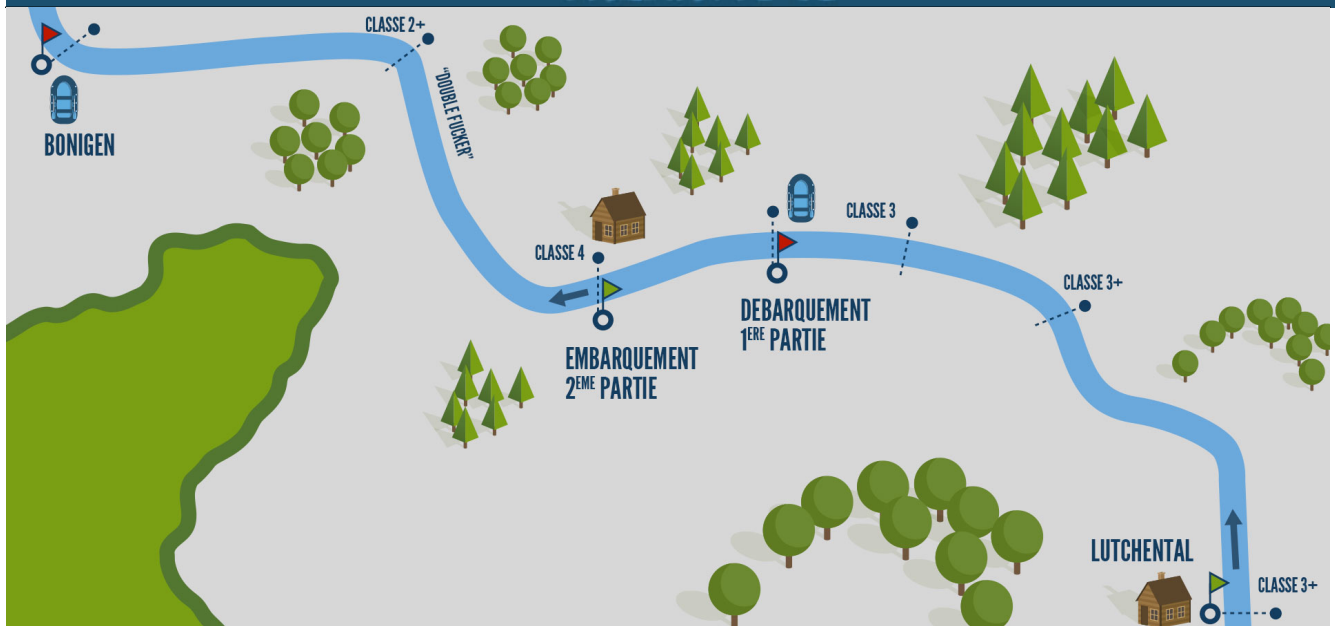 CLASSE 2+
"DOUBLE FUCKER"
BONIGEN
CLASSE 3
CLASSE 4
CLASSE 3+
DEBARQUEMENT
1ERE PARTIE
EMBARQUEMENT
2EME PARTIE
LUTCHENTAL
CLASSE 3+